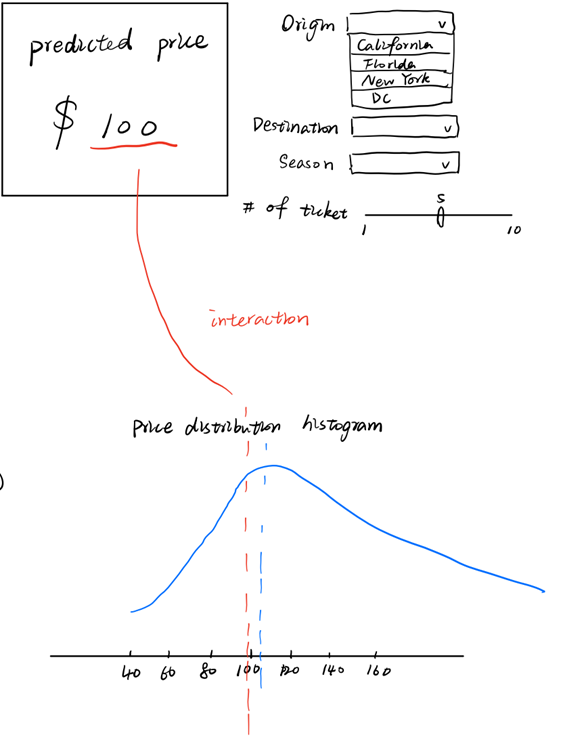 predicted price
$ 100
Origin
California
Florida
New York
DC
Destination
Season
# of ticket
5
1 10
interaction
Price distribution histogram
40 60 80 100 120 140 160